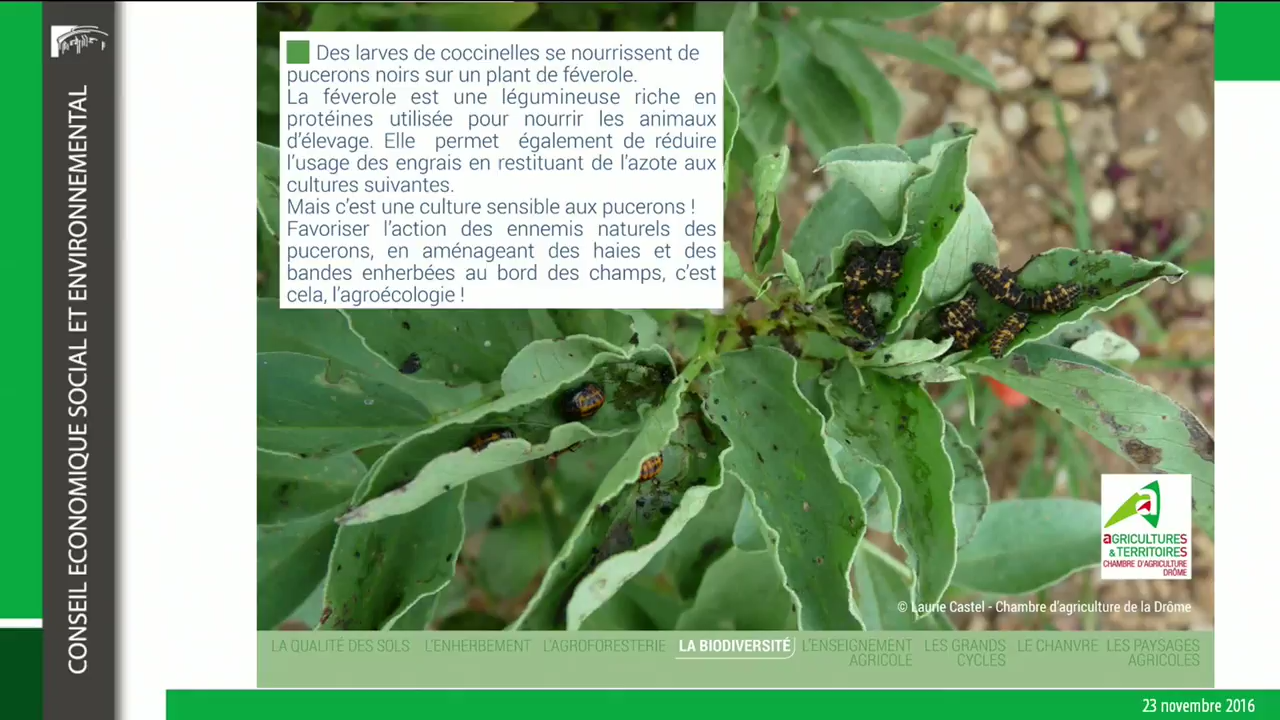 CONSEIL ECONOMIQUE SOCIAL ET ENVIRONNEMENTAL
Des larves de coccinelles se nourrissent de
pucerons noirs sur un plant de féverole.
La féverole est une légumineuse riche en
protéines utilisée pour nourrir les animaux
d'élevage. Elle permet également de réduire
l'usage des engrais en restituant de l'azote aux
cultures suivantes.
Mais c'est une culture sensible aux pucerons !
Favoriser l'action des ennemis naturels des
pucerons, en aménageant des haies et des
bandes enherbées au bord des champs, c'est
cela, l'agroécologie !
aGRICULTURES
& TERRITOIRES
CHAMBRE D'AGRICULTURE
DRÔME
© Laurie Castel - Chambre d'agriculture de la Drôme
LA QUALITÉ DES SOLS L'ENHERBEMENT L'AGROFORESTERIE LA BIODIVERSITÉ L'ENSEIGNEMENT AGRICOLE LES GRANDS CYCLES LE CHANVRE LES PAYSAGES AGRICOLES
23 novembre 2016